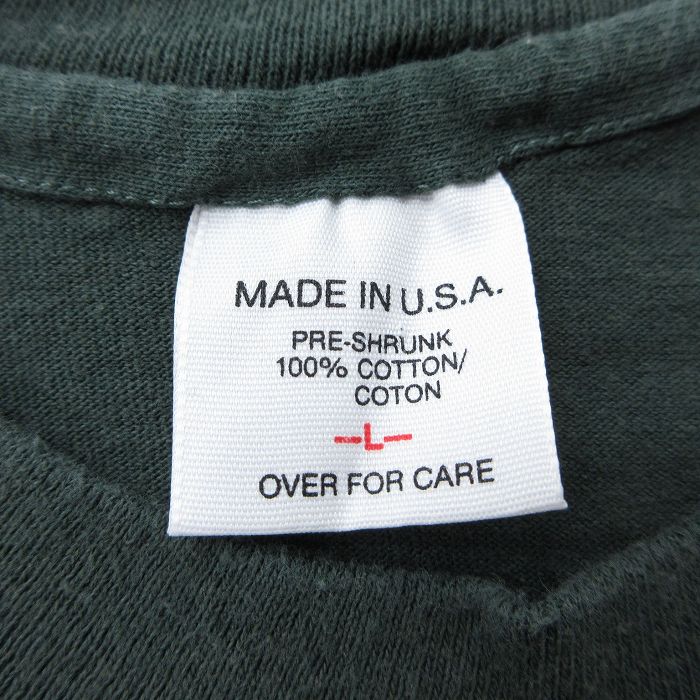 MADE IN U.S.A.
PRE-SHRUNK
100% COTTON/
COTON
—L—
OVER FOR CARE